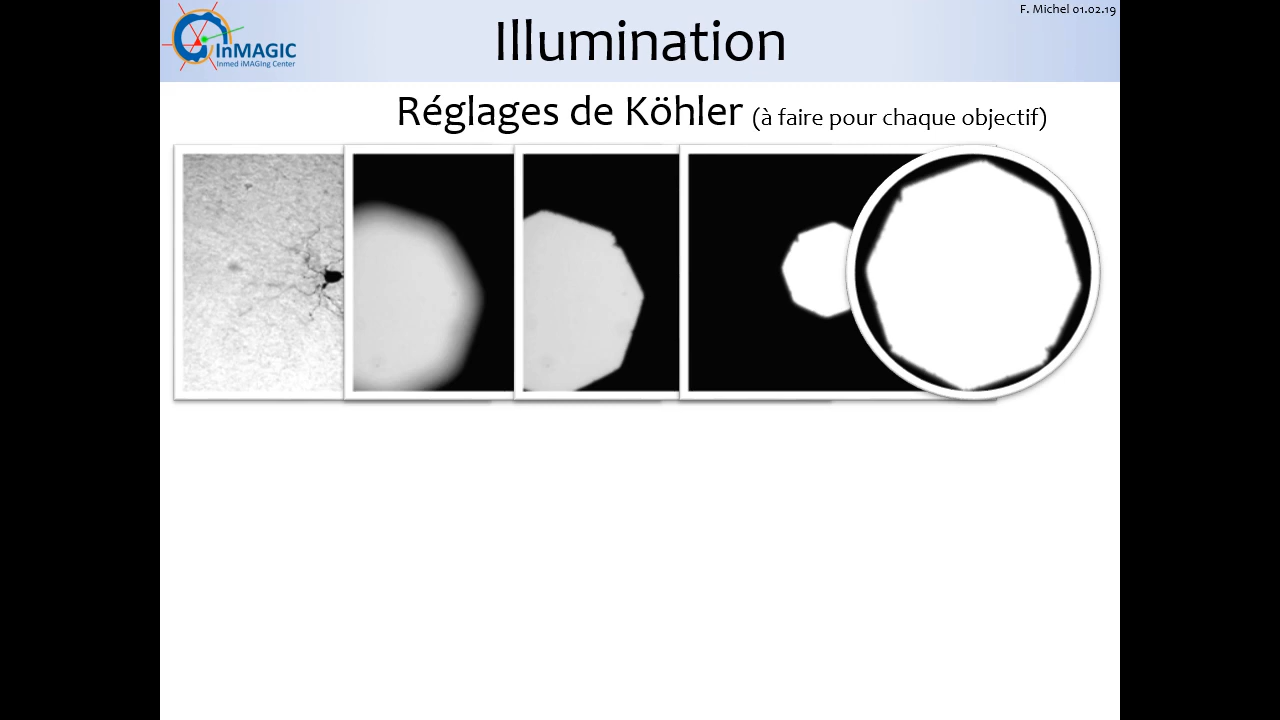 F. Michel 01.02.19
InMAGIC
Inmed iMAGIng Center
Illumination
Réglages de Köhler (à faire pour chaque objectif)